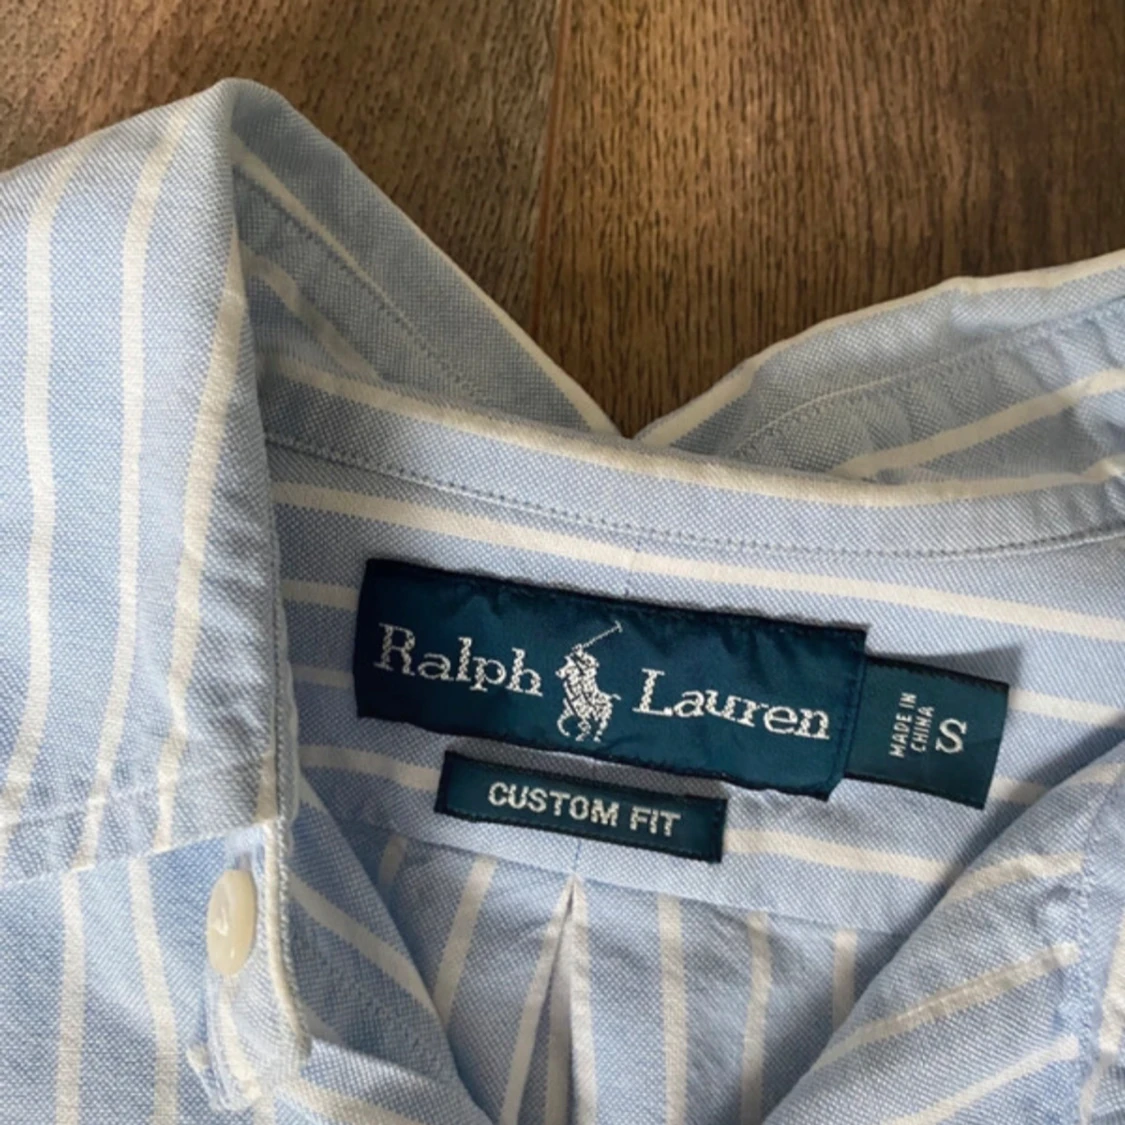 Ralph Lauren
MADE IN
CHINA
S
CUSTOM FIT